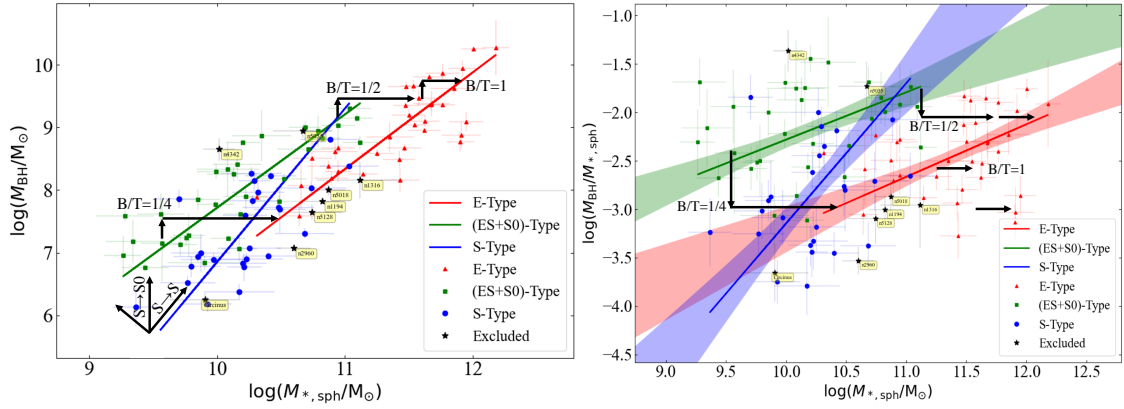 log(M_BH/M_⊙)
10
9
8
7
6
9
10
11
12
log(M_*,sph/M_⊙)
B/T=1/2
B/T=1
B/T=1/4
S→S0
S→S
n4342
n1316
n5018
n1194
n5128
n2960
Circinus
E-Type
(ES+S0)-Type
S-Type
E-Type
(ES+S0)-Type
S-Type
Excluded
log(M_BH/M_*,sph)
−1.0
−1.5
−2.0
−2.5
−3.0
−3.5
−4.0
−4.5
9.0
9.5
10.0
10.5
11.0
11.5
12.0
12.5
log(M_*,sph/M_⊙)
n4342
B/T=1/2
B/T=1
B/T=1/4
n5018
n1316
n1194
n5128
n2960
Circinus
E-Type
(ES+S0)-Type
S-Type
E-Type
(ES+S0)-Type
S-Type
Excluded